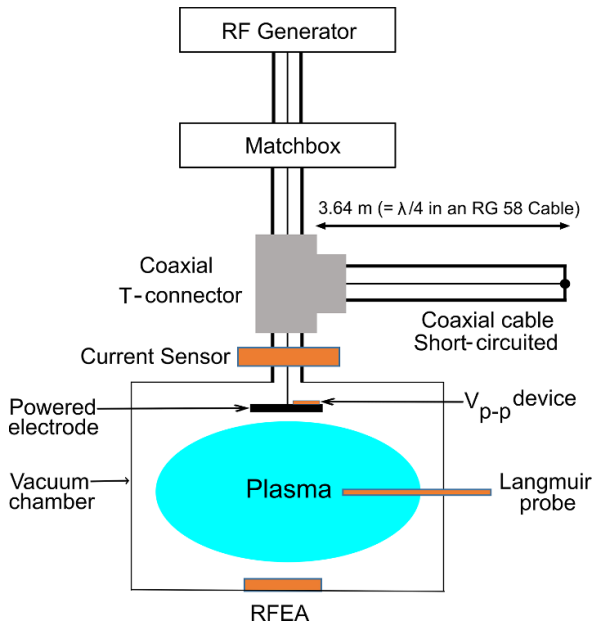 RF Generator
Matchbox
3.64 m (= λ/4 in an RG 58 Cable)
Coaxial
T-connector
Coaxial cable
Short-circuited
Current Sensor
Powered
electrode
Vp-p device
Vacuum
chamber
Plasma
Langmuir
probe
RFEA